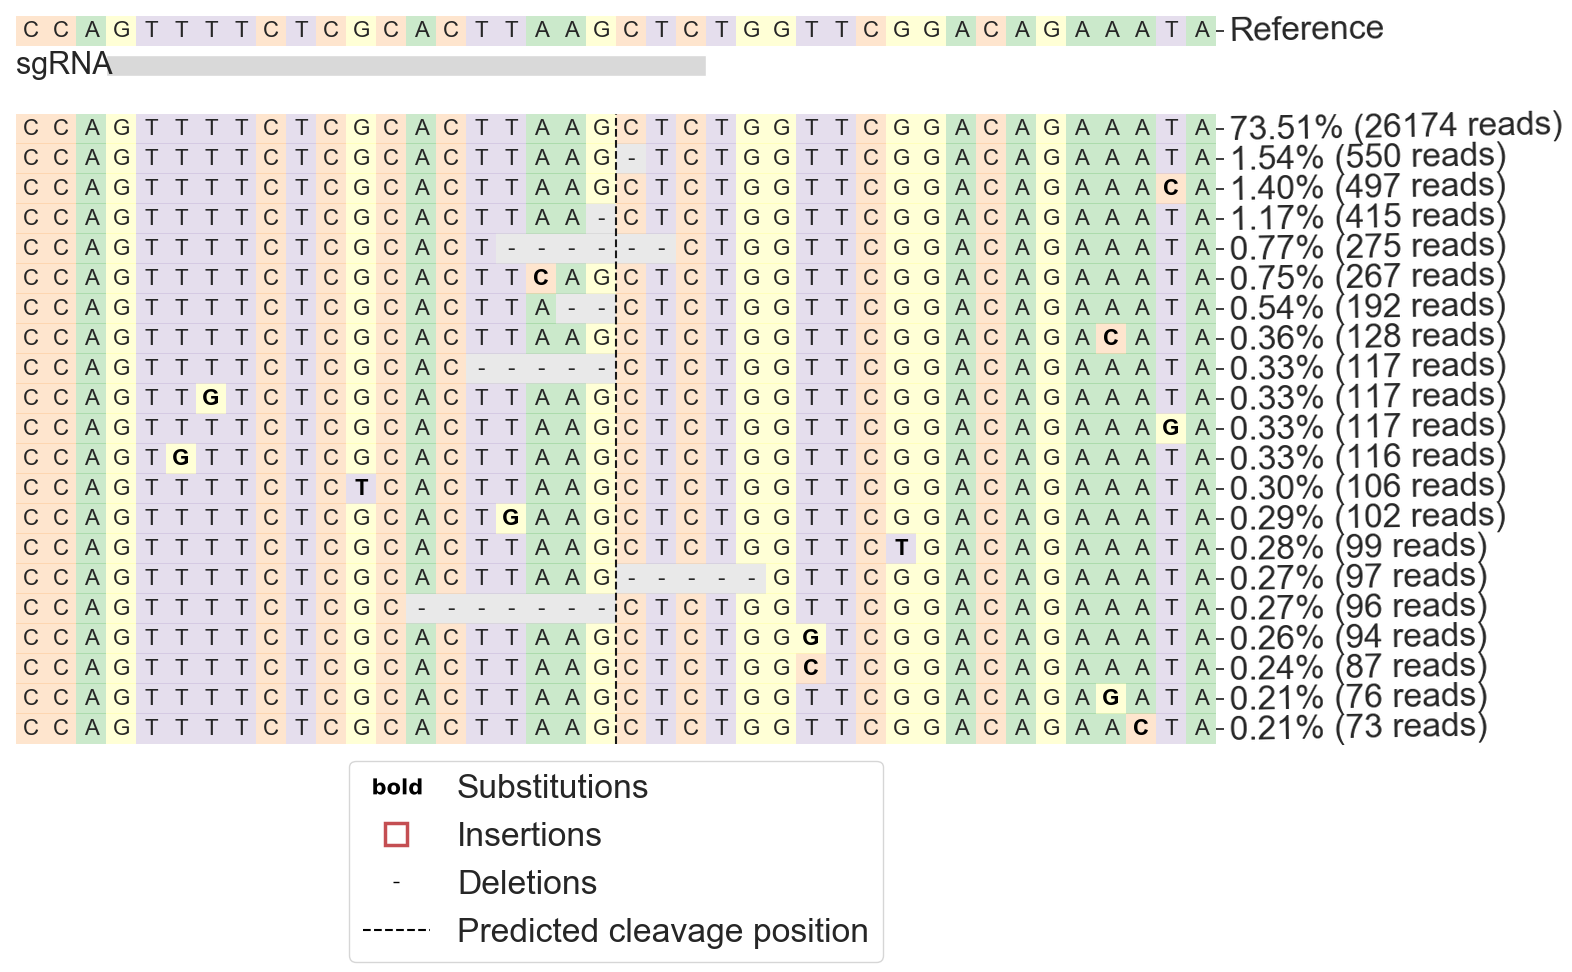 C C A G T T T T C T C G C A C T T A A G C T C T G G T T C G G A C A G A A A T A Reference
sgRNA
C C A G T T T T C T C G C A C T T A A G C T C T G G T T C G G A C A G A A A T A 73.51% (26174 reads)
C C A G T T T T C T C G C A C T T A A G - T C T G G T T C G G A C A G A A A T A 1.54% (550 reads)
C C A G T T T T C T C G C A C T T A A G C T C T G G T T C G G A C A G A A A C A 1.40% (497 reads)
C C A G T T T T C T C G C A C T T A A - C T C T G G T T C G G A C A G A A A T A 1.17% (415 reads)
C C A G T T T T C T C G C A C T - - - - - - C T G G T T C G G A C A G A A A T A 0.77% (275 reads)
C C A G T T T T C T C G C A C T T C A G C T C T G G T T C G G A C A G A A A T A 0.75% (267 reads)
C C A G T T T T C T C G C A C T T A - - C T C T G G T T C G G A C A G A A A T A 0.54% (192 reads)
C C A G T T T T C T C G C A C T T A A G C T C T G G T T C G G A C A G A C A T A 0.36% (128 reads)
C C A G T T T T C T C G C A C - - - - - C T C T G G T T C G G A C A G A A A T A 0.33% (117 reads)
C C A G T T G T C T C G C A C T T A A G C T C T G G T T C G G A C A G A A A T A 0.33% (117 reads)
C C A G T T T T C T C G C A C T T A A G C T C T G G T T C G G A C A G A A A G A 0.33% (117 reads)
C C A G T G T T C T C G C A C T T A A G C T C T G G T T C G G A C A G A A A T A 0.33% (116 reads)
C C A G T T T T C T C T C A C T T A A G C T C T G G T T C G G A C A G A A A T A 0.30% (106 reads)
C C A G T T T T C T C G C A C T G A A G C T C T G G T T C G G A C A G A A A T A 0.29% (102 reads)
C C A G T T T T C T C G C A C T T A A G C T C T G G T T C T G A C A G A A A T A 0.28% (99 reads)
C C A G T T T T C T C G C A C T T A A G - - - - - G T T C G G A C A G A A A T A 0.27% (97 reads)
C C A G T T T T C T C G C - - - - - - - C T C T G G T T C G G A C A G A A A T A 0.27% (96 reads)
C C A G T T T T C T C G C A C T T A A G C T C T G G G T C G G A C A G A A A T A 0.26% (94 reads)
C C A G T T T T C T C G C A C T T A A G C T C T G G C T C G G A C A G A A A T A 0.24% (87 reads)
C C A G T T T T C T C G C A C T T A A G C T C T G G T T C G G A C A G A G A T A 0.21% (76 reads)
C C A G T T T T C T C G C A C T T A A G C T C T G G T T C G G A C A G A A C T A 0.21% (73 reads)
bold Substitutions
Insertions
- Deletions
Predicted cleavage position